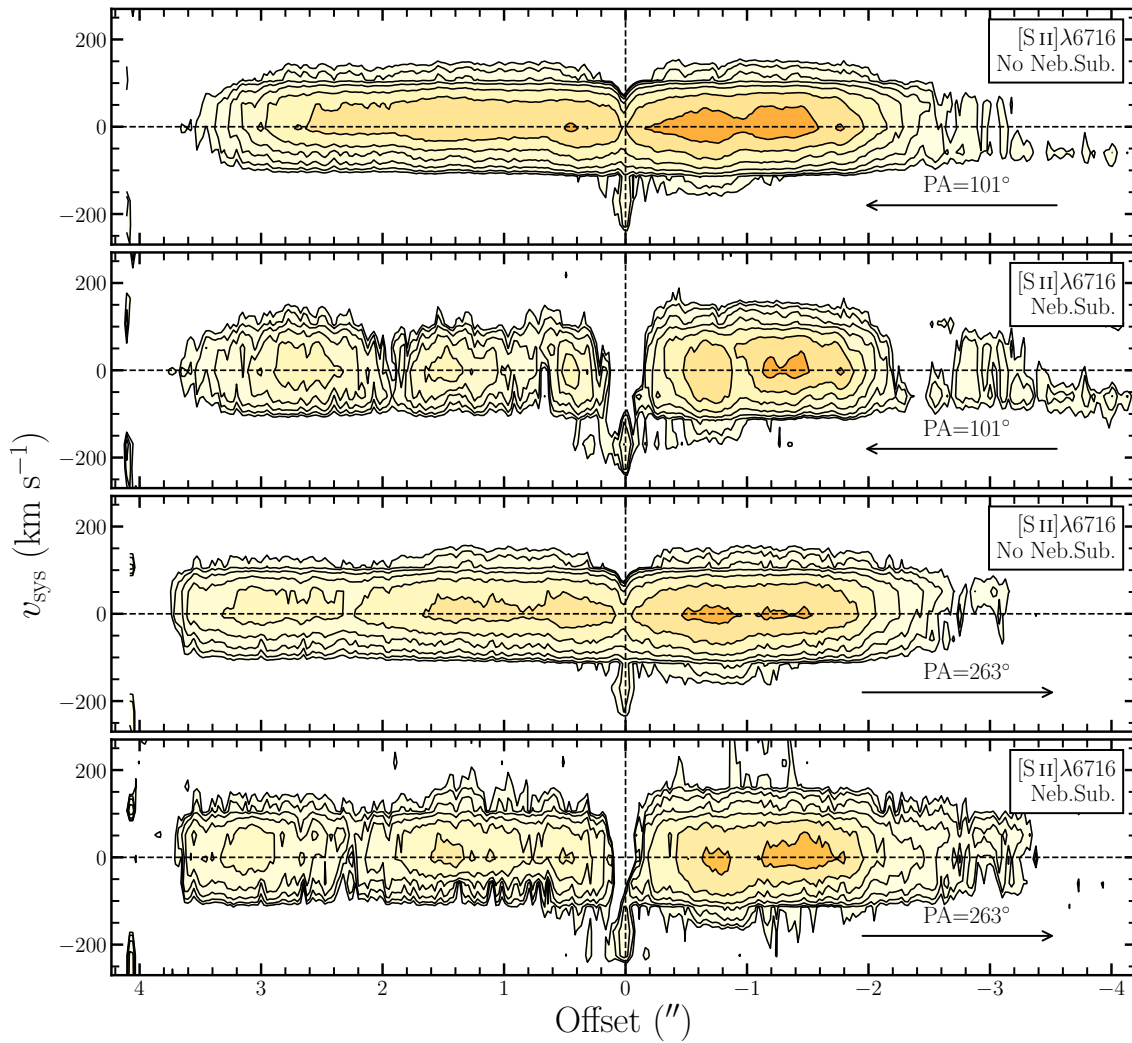 200
0
−200
[S II]λ6716
No Neb.Sub.
PA=101°
200
0
−200
[S II]λ6716
Neb.Sub.
PA=101°
200
0
−200
[S II]λ6716
No Neb.Sub.
PA=263°
200
0
−200
[S II]λ6716
Neb.Sub.
PA=263°
4 3 2 1 0 −1 −2 −3 −4
Offset (″)
v_sys (km s⁻¹)